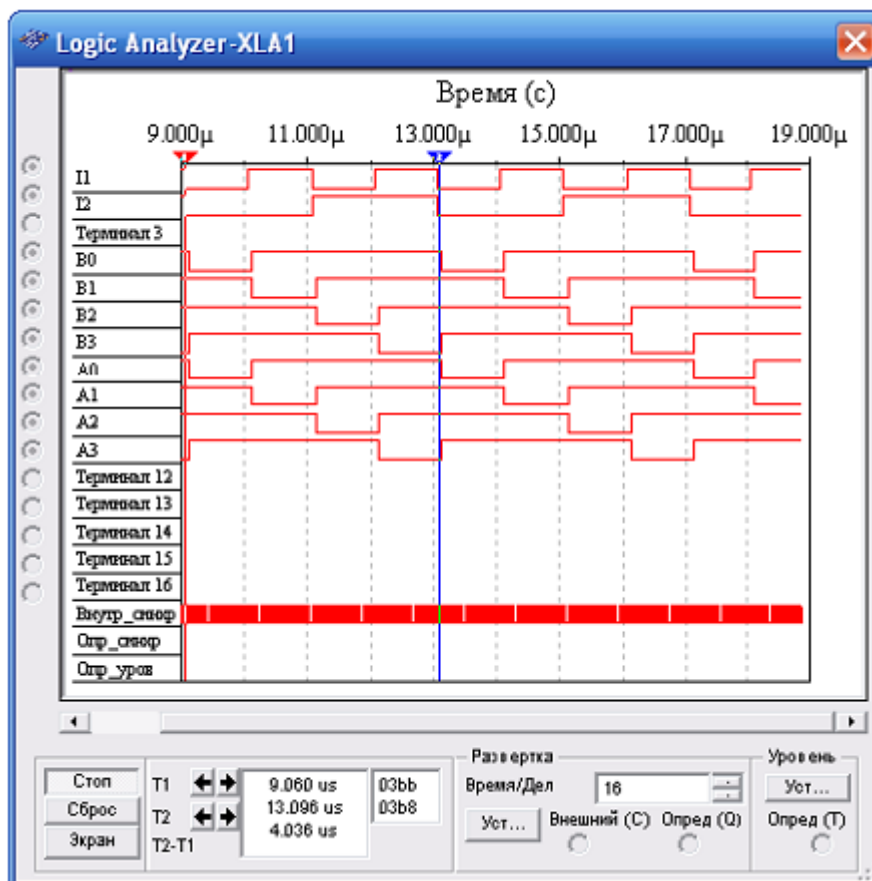 Logic Analyzer-XLA1
Время (с)
9.000µ 11.000µ 13.000µ 15.000µ 17.000µ 19.000µ
I1
I2
Терминал 3
B0
B1
B2
B3
A0
A1
A2
A3
Терминал 12
Терминал 13
Терминал 14
Терминал 15
Терминал 16
Внутр_синхр
Опр_синхр
Опр_уров
Стоп
Сброс
Экран
T1
T2
T2-T1
9.060 us
13.096 us
4.036 us
03bb
03b8
Развертка
Время/Дел 16
Уст... Внешний (C) Опред (Q)
Уровень
Уст...
Опред (T)